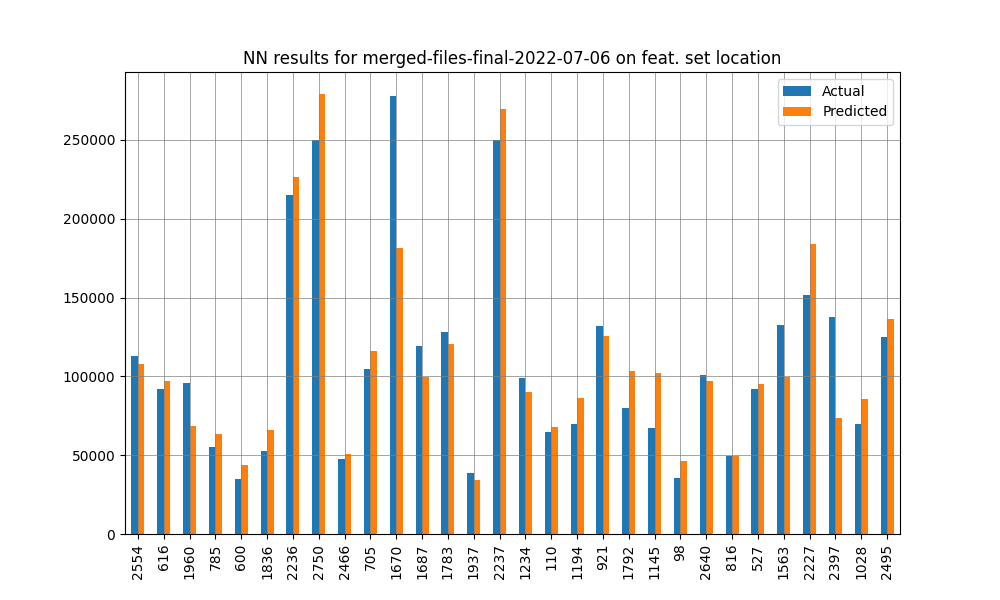 NN results for merged-files-final-2022-07-06 on feat. set location
Actual
Predicted
250000
200000
150000
100000
50000
0
2554 616 1960 785 600 1836 2236 2750 2466 705 1670 1687 1783 1937 2237 1234 110 1194 921 1792 1145 98 2640 816 527 1563 2227 2397 1028 2495